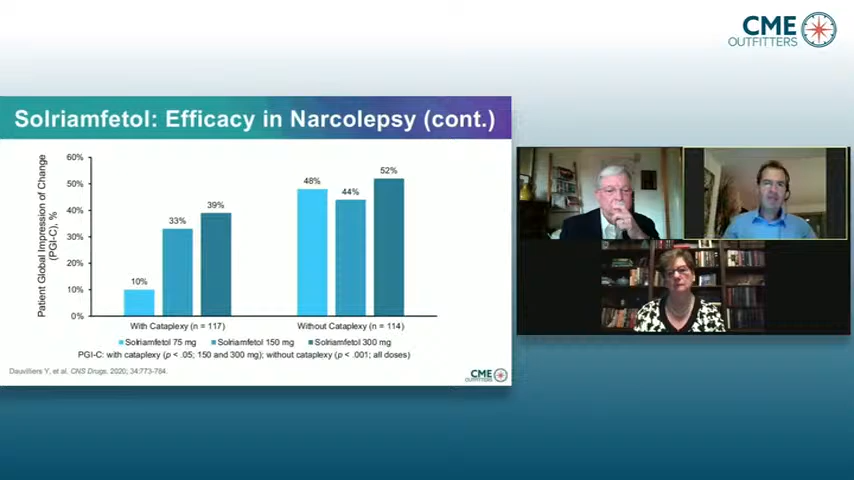 CME
OUTFITTERS
Solriamfetol: Efficacy in Narcolepsy (cont.)
Patient Global Impression of Change
(PGI-C), %
60%
50%
40%
30%
20%
10%
0%
10%
33%
39%
48%
44%
52%
With Cataplexy (n = 117)
Without Cataplexy (n = 114)
Solriamfetol 75 mg
Solriamfetol 150 mg
Solriamfetol 300 mg
PGI-C: with cataplexy (p < .05; 150 and 300 mg); without cataplexy (p < .001; all doses)
Dauvilliers Y, et al. CNS Drugs. 2020; 34:773-784.
CME
OUTFITTERS